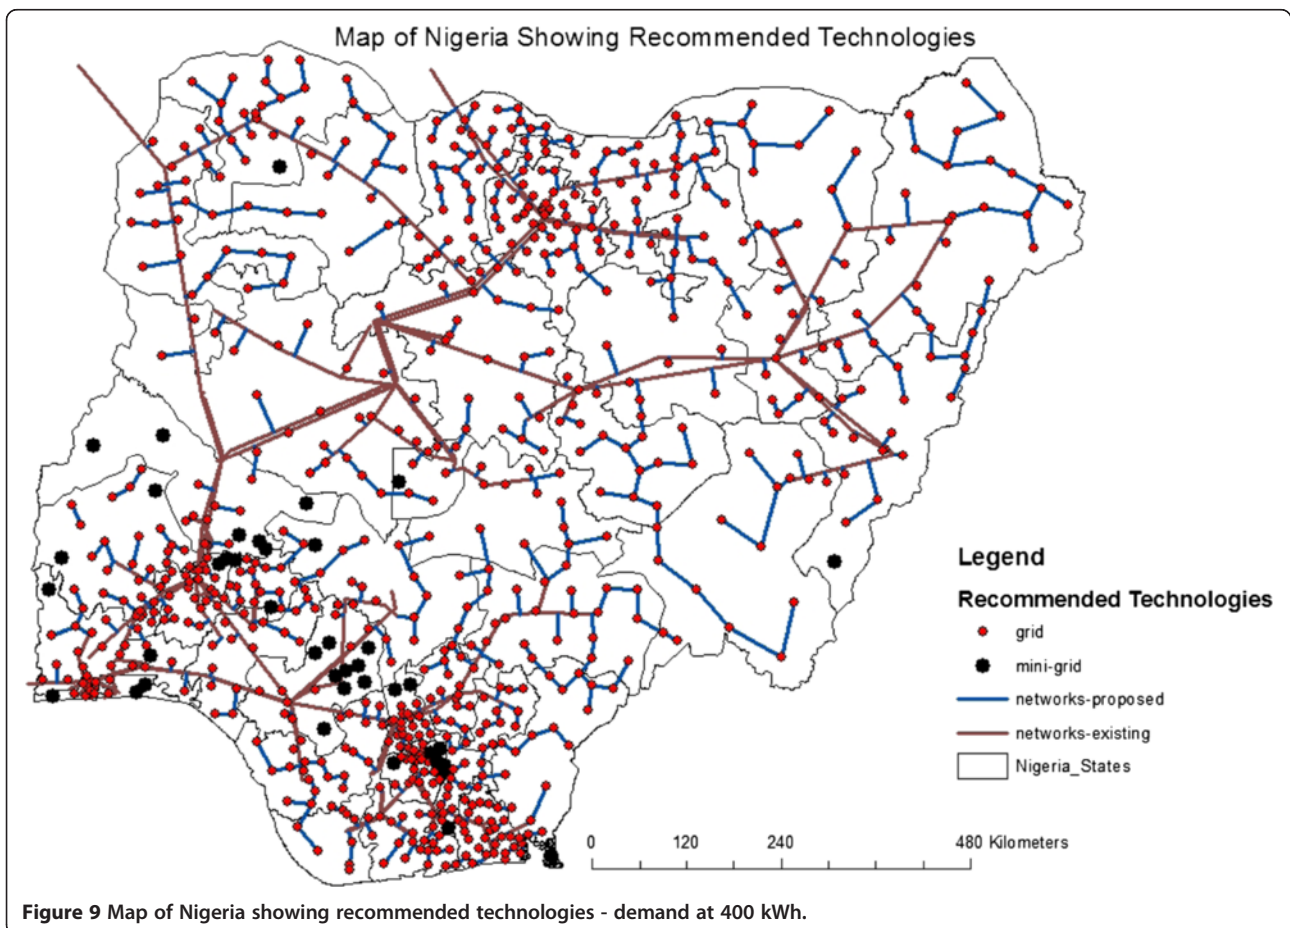 Map of Nigeria Showing Recommended Technologies
Legend
Recommended Technologies
grid
mini-grid
networks-proposed
networks-existing
Nigeria_States
0 120 240 480 Kilometers
Figure 9 Map of Nigeria showing recommended technologies - demand at 400 kWh.